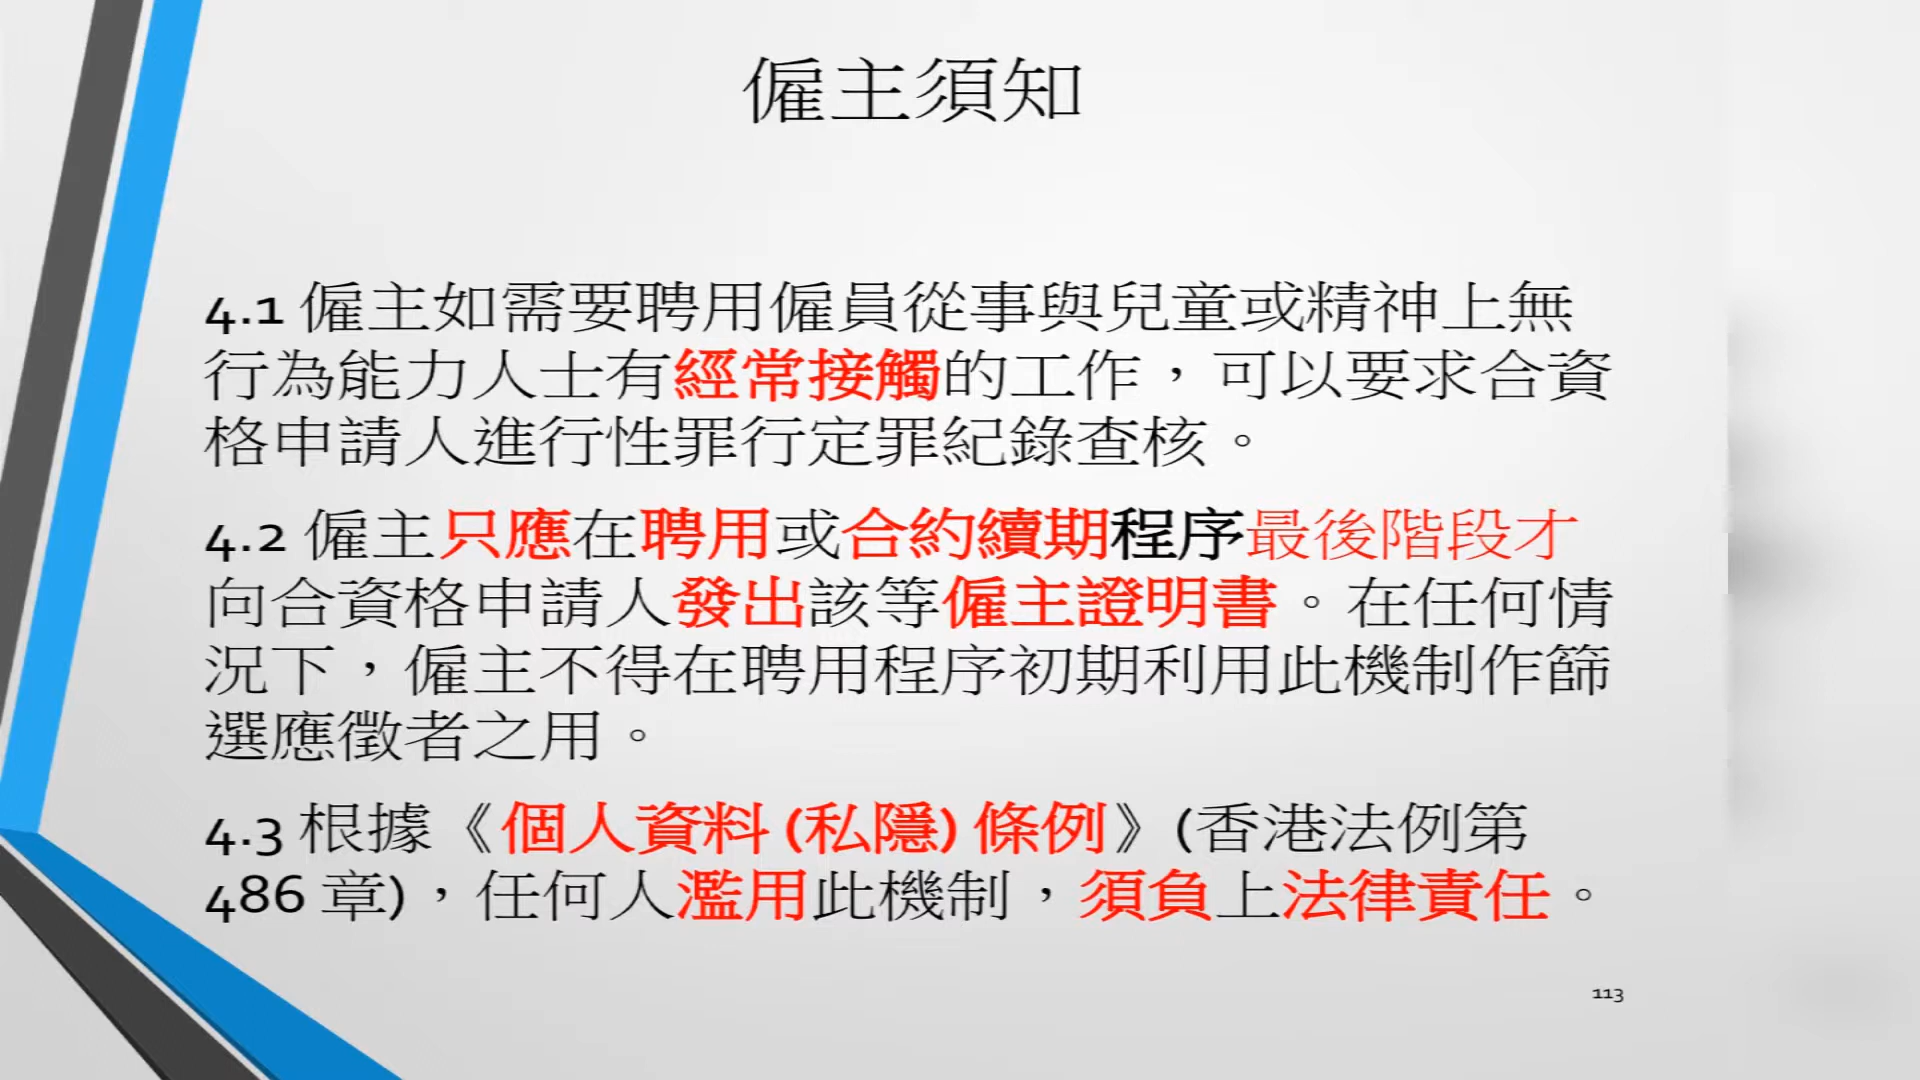 僱主須知
4.1 僱主如需要聘用僱員從事與兒童或精神上無
行為能力人士有經常接觸的工作，可以要求合資
格申請人進行性罪行定罪紀錄查核。
4.2 僱主只應在聘用或合約續期程序最後階段才
向合資格申請人發出該等僱主證明書。在任何情
況下，僱主不得在聘用程序初期利用此機制作篩
選應徵者之用。
4.3 根據《個人資料 (私隱) 條例》(香港法例第
486 章)，任何人濫用此機制，須負上法律責任。
113